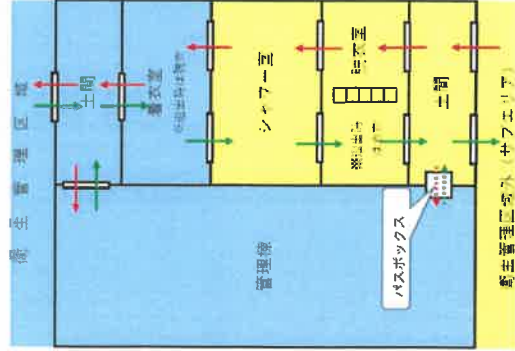 衛生管理区域
土間
着衣室
シャワー室
脱衣室
土間
管理棟
パスボックス
衛生管理区域外(サブエリア)